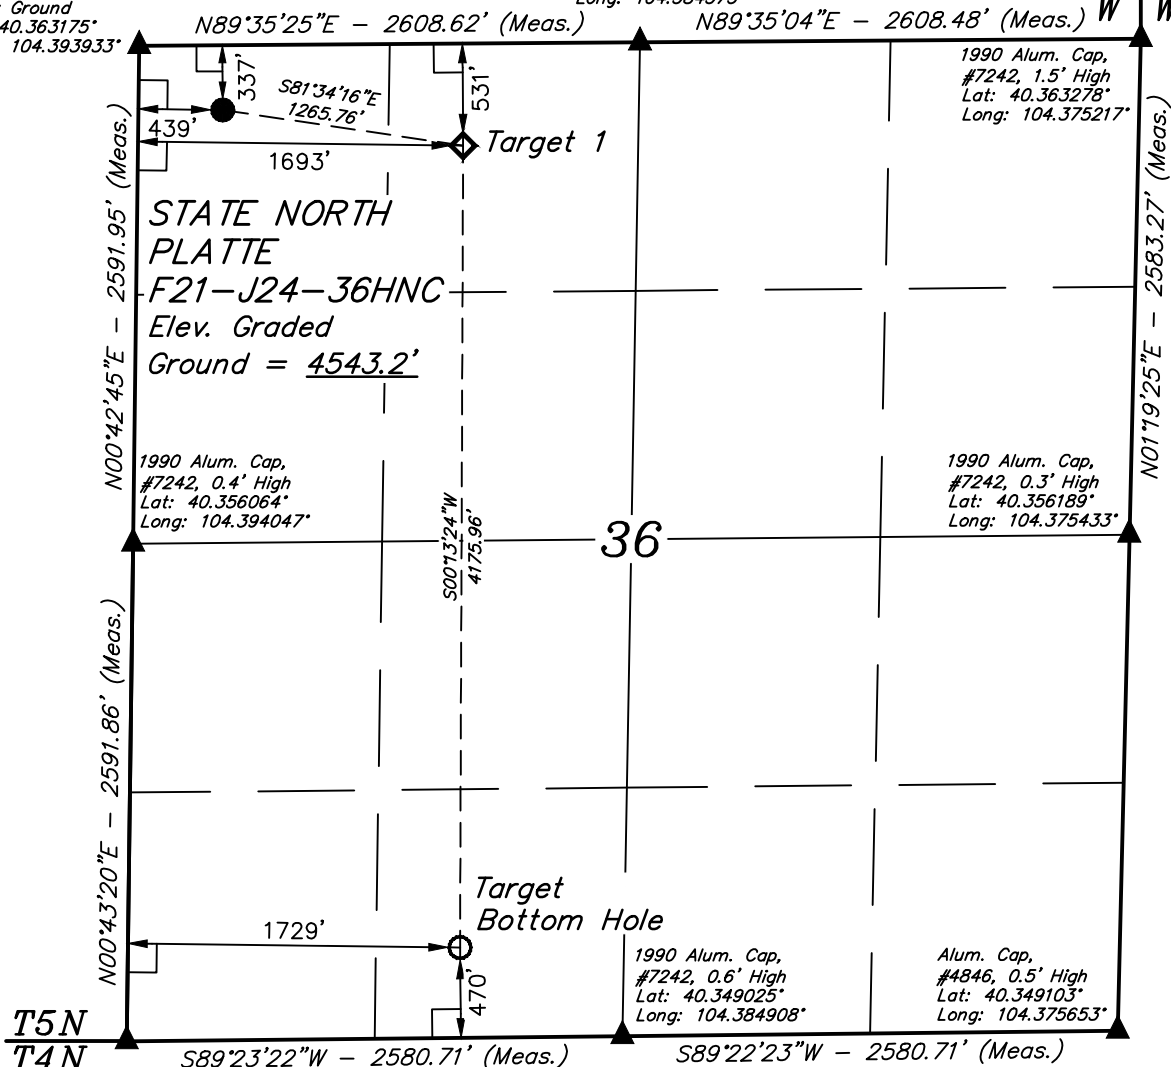 Ground
40.363175°
104.393933°
N89°35'25"E - 2608.62' (Meas.)
N89°35'04"E - 2608.48' (Meas.)
337'
S81°34'16"E
1265.76'
531'
439'
1693'
Target 1
1990 Alum. Cap,
#7242, 1.5' High
Lat: 40.363278°
Long: 104.375217°
N00°42'45"E - 2591.95' (Meas.)
N01°19'25"E - 2583.27' (Meas.)
STATE NORTH
PLATTE
F21-J24-36HNC
Elev. Graded
Ground = 4543.2'
1990 Alum. Cap,
#7242, 0.4' High
Lat: 40.356064°
Long: 104.394047°
1990 Alum. Cap,
#7242, 0.3' High
Lat: 40.356189°
Long: 104.375433°
S00°13'24"W
4175.96'
36
N00°43'20"E - 2591.86' (Meas.)
Target
Bottom Hole
1729'
470'
1990 Alum. Cap,
#7242, 0.6' High
Lat: 40.349025°
Long: 104.384908°
Alum. Cap,
#4846, 0.5' High
Lat: 40.349103°
Long: 104.375653°
T5N
T4N
S89°23'22"W - 2580.71' (Meas.)
S89°22'23"W - 2580.71' (Meas.)